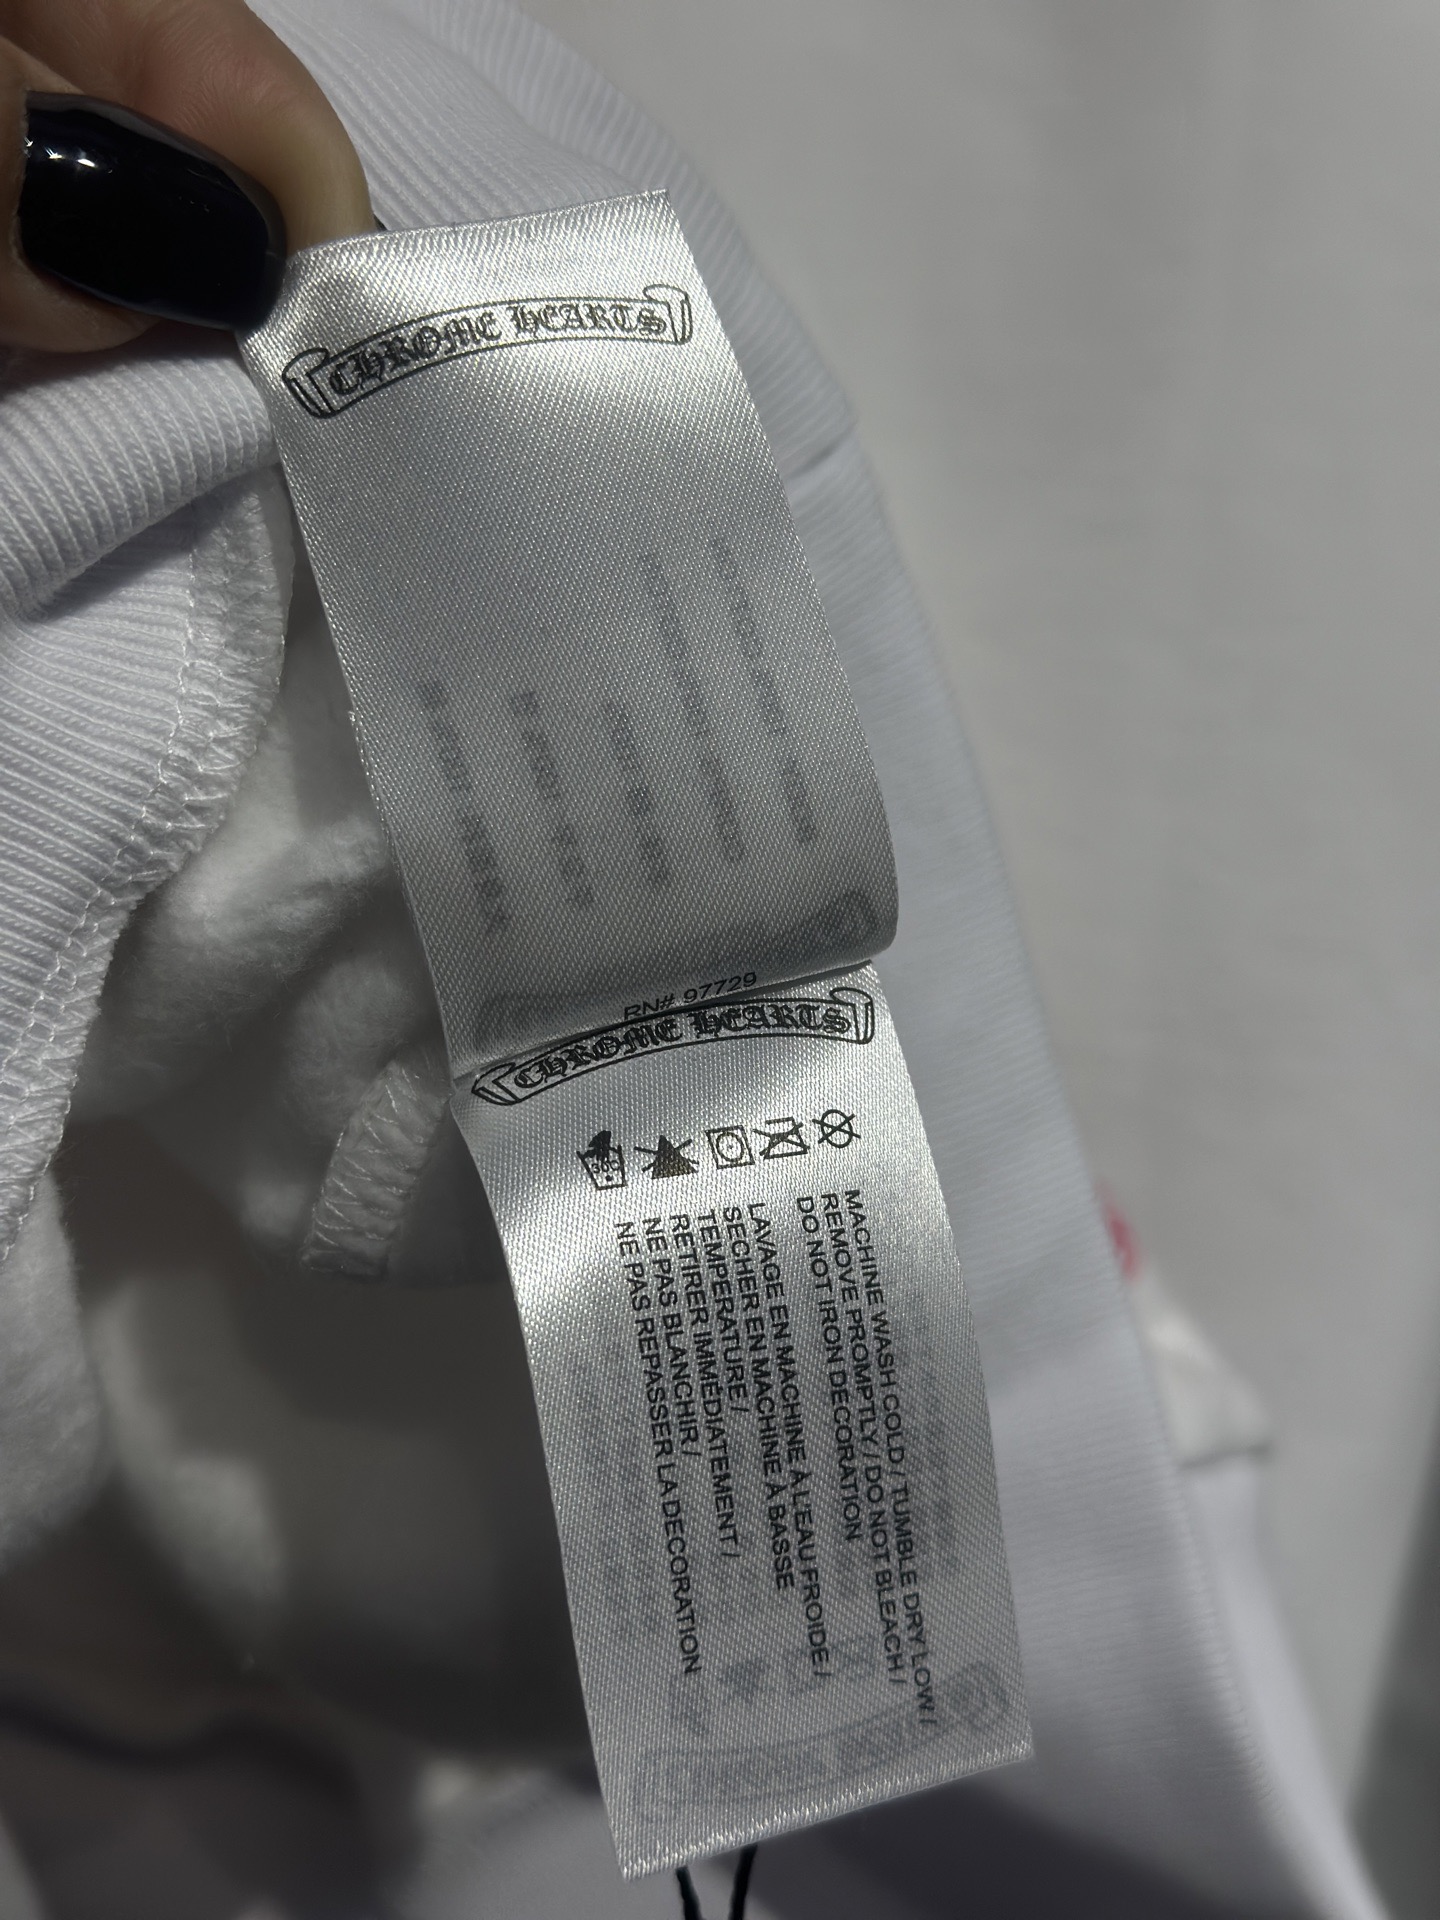 CHROME HEARTS
RN# 97729
CHROME HEARTS
30C
MACHINE WASH COLD / TUMBLE DRY LOW /
REMOVE PROMPTLY / DO NOT BLEACH /
DO NOT IRON DECORATION
LAVAGE EN MACHINE À L'EAU FROIDE /
SECHER EN MACHINE À BASSE
TEMPERATURE /
RETIRER IMMÉDIATEMENT /
NE PAS BLANCHIR /
NE PAS REPASSER LA DECORATION